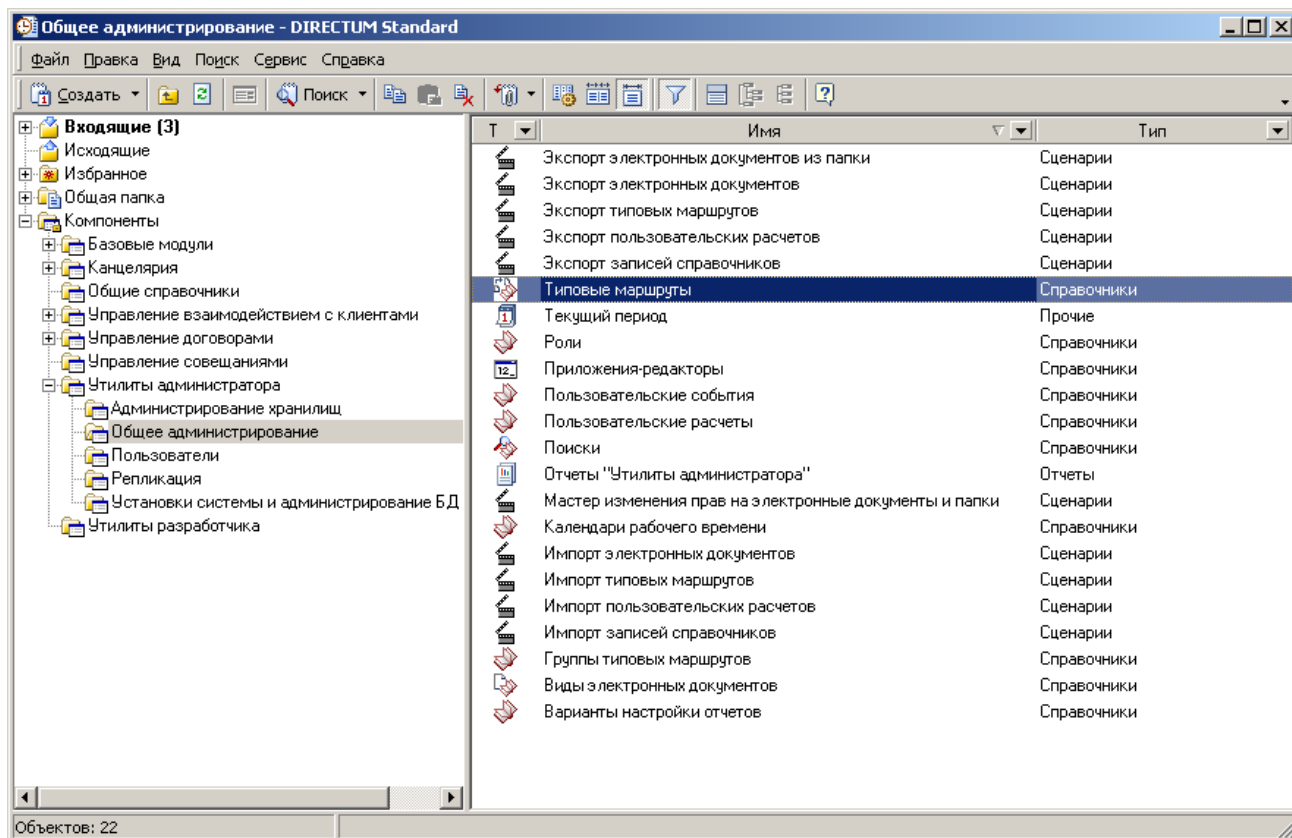 Общее администрирование - DIRECTUM Standard
Файл Правка Вид Поиск Сервис Справка
Создать Поиск
Входящие (3)
Исходящие
Избранное
Общая папка
Компоненты
Базовые модули
Канцелярия
Общие справочники
Управление взаимодействием с клиентами
Управление договорами
Управление совещаниями
Утилиты администратора
Администрирование хранилищ
Общее администрирование
Пользователи
Репликация
Установки системы и администрирование БД
Утилиты разработчика
Т Имя Тип
Экспорт электронных документов из папки Сценарии
Экспорт электронных документов Сценарии
Экспорт типовых маршрутов Сценарии
Экспорт пользовательских расчетов Сценарии
Экспорт записей справочников Сценарии
Типовые маршруты Справочники
Текущий период Прочие
Роли Справочники
Приложения-редакторы Справочники
Пользовательские события Справочники
Пользовательские расчеты Справочники
Поиски Справочники
Отчеты "Утилиты администратора" Отчеты
Мастер изменения прав на электронные документы и папки Сценарии
Календари рабочего времени Справочники
Импорт электронных документов Сценарии
Импорт типовых маршрутов Сценарии
Импорт пользовательских расчетов Сценарии
Импорт записей справочников Сценарии
Группы типовых маршрутов Справочники
Виды электронных документов Справочники
Варианты настройки отчетов Справочники
Объектов: 22